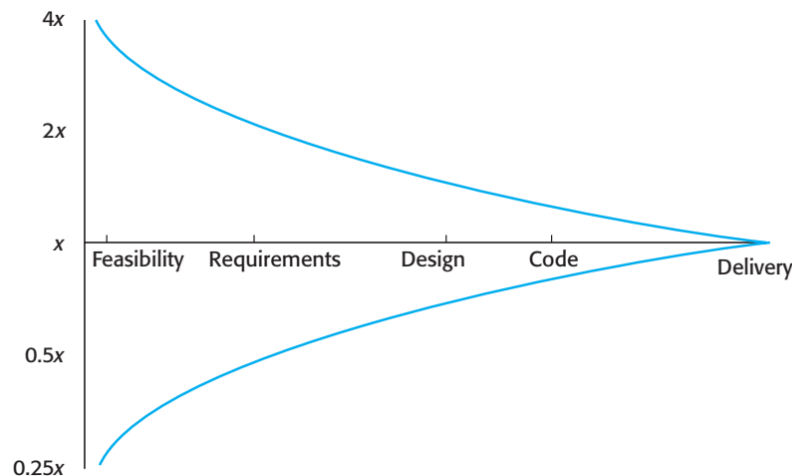 4x
2x
x
Feasibility Requirements Design Code Delivery
0.5x
0.25x